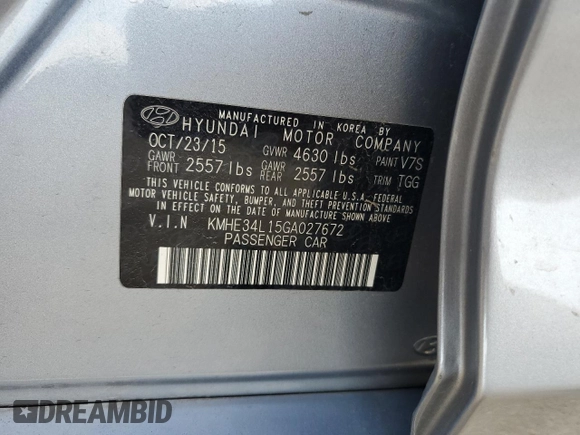 MANUFACTURED IN KOREA BY
HYUNDAI MOTOR COMPANY
OCT/23/15 GVWR 4630 lbs PAINT V7S
GAWR FRONT 2557 lbs GAWR REAR 2557 lbs TRIM TGG
THIS VEHICLE CONFORMS TO ALL APPLICABLE U.S.A. FEDERAL
MOTOR VEHICLE SAFETY, BUMPER, AND THEFT PREVENTION STANDARDS
IN EFFECT ON THE DATE OF MANUFACTURE SHOWN ABOVE.
V.I.N KMHE34L15GA027672
PASSENGER CAR
DREAMBID